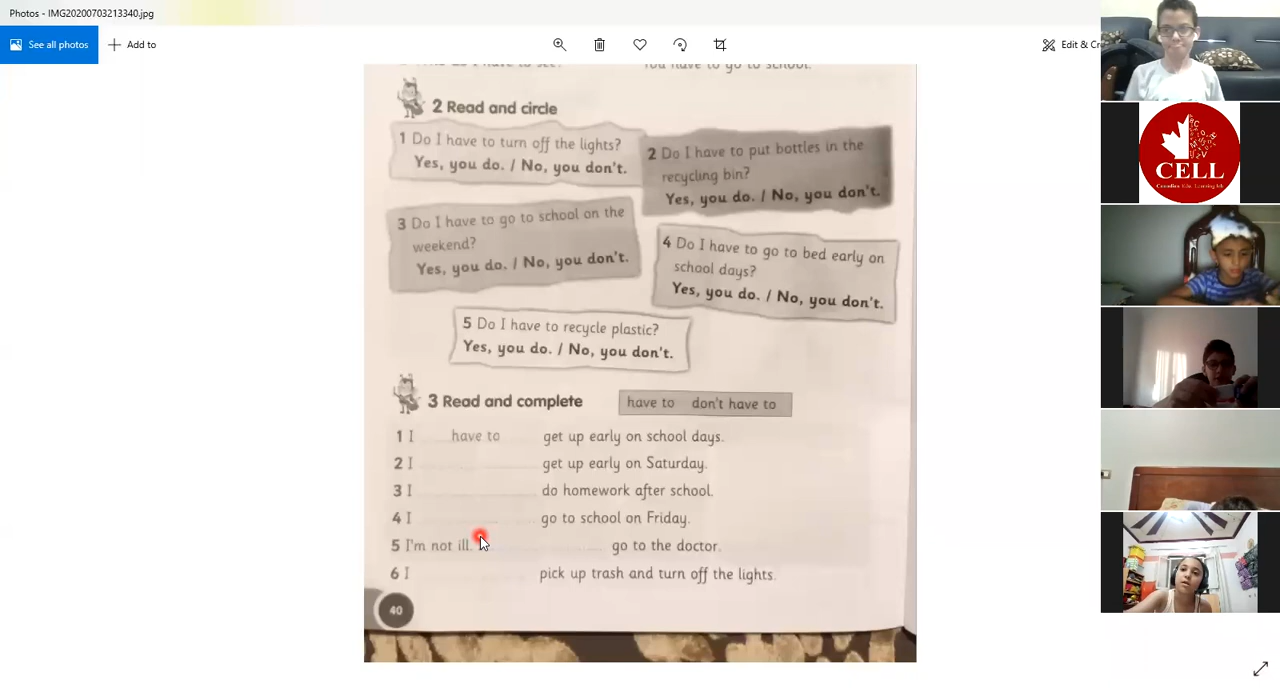 Photos - IMG20200703213340.jpg
See all photos
Add to
Edit &
You have to go to school.
2 Read and circle
1 Do I have to turn off the lights?
Yes, you do. / No, you don't.
2 Do I have to put bottles in the
recycling bin?
Yes, you do. / No, you don't.
3 Do I have to go to school on the
weekend?
Yes, you do. / No, you don't.
4 Do I have to go to bed early on
school days?
Yes, you do. / No, you don't.
5 Do I have to recycle plastic?
Yes, you do. / No, you don't.
3 Read and complete
have to don't have to
1 I have to get up early on school days.
2 I get up early on Saturday.
3 I do homework after school.
4 I go to school on Friday.
5 I'm not ill. I go to the doctor.
6 I pick up trash and turn off the lights.
40
CELL